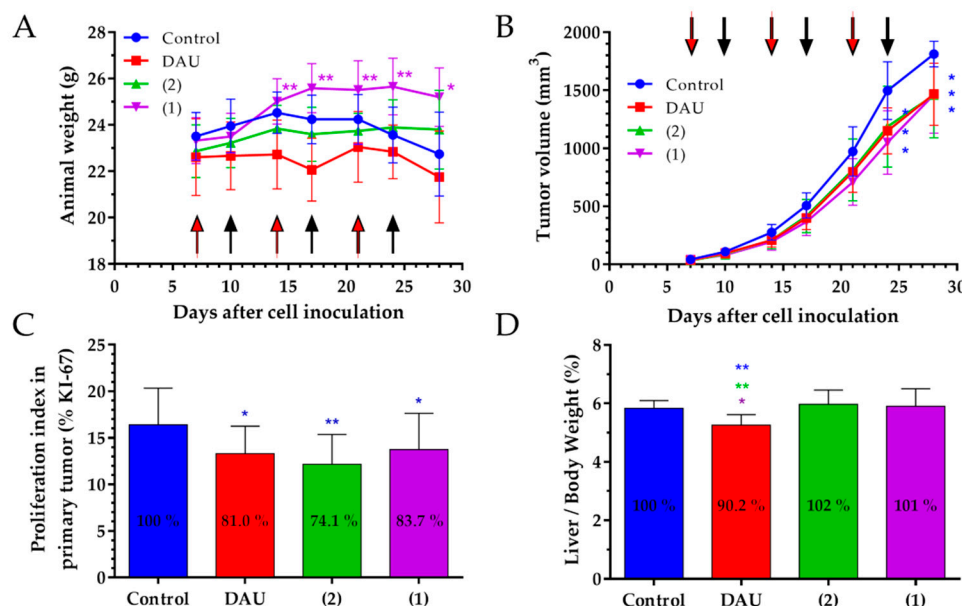 A
Control
DAU
(2)
(1)
Animal weight (g)
28
26
24
22
20
18
** ** ** ** *
0 5 10 15 20 25 30
Days after cell inoculation
B
Control
DAU
(2)
(1)
Tumor volume (mm3)
2000
1500
1000
500
0
*
*
*
*
*
*
0 5 10 15 20 25 30
Days after cell inoculation
C
Proliferation index in
primary tumor (% KI-67)
25
20
15
10
5
0
* ** *
100 % 81.0 % 74.1 % 83.7 %
Control DAU (2) (1)
D
Liver / Body Weight (%)
8
6
4
2
0
**
**
*
100 % 90.2 % 102 % 101 %
Control DAU (2) (1)